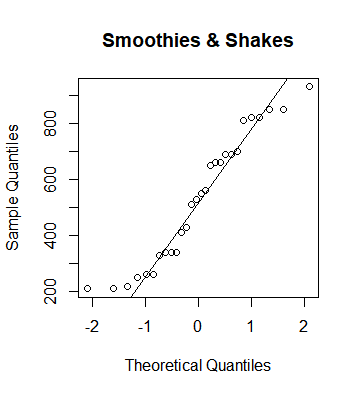 Smoothies & Shakes
Sample Quantiles
800
600
400
200
-2 -1 0 1 2
Theoretical Quantiles